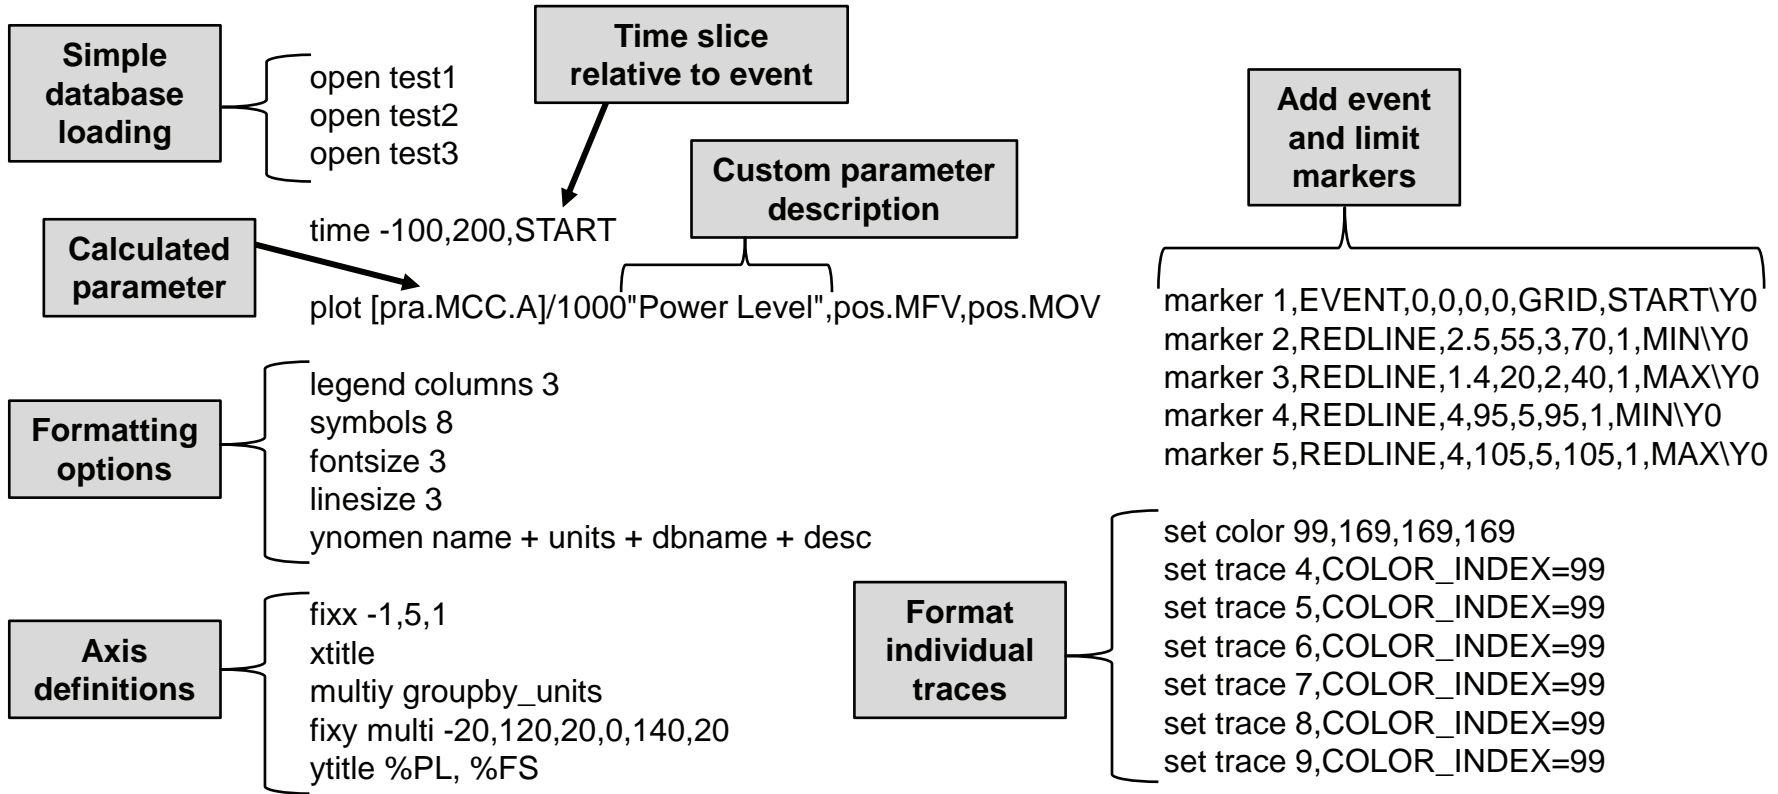 Simple
database
loading
open test1
open test2
open test3
Time slice
relative to event
time -100,200,START
Calculated
parameter
Custom parameter
description
plot [pra.MCC.A]/1000"Power Level",pos.MFV,pos.MOV
Formatting
options
legend columns 3
symbols 8
fontsize 3
linesize 3
ynomen name + units + dbname + desc
Axis
definitions
fixx -1,5,1
xtitle
multiy groupby_units
fixy multi -20,120,20,0,140,20
ytitle %PL, %FS
Add event
and limit
markers
marker 1,EVENT,0,0,0,0,GRID,START\Y0
marker 2,REDLINE,2.5,55,3,70,1,MIN\Y0
marker 3,REDLINE,1.4,20,2,40,1,MAX\Y0
marker 4,REDLINE,4,95,5,95,1,MIN\Y0
marker 5,REDLINE,4,105,5,105,1,MAX\Y0
Format
individual
traces
set color 99,169,169,169
set trace 4,COLOR_INDEX=99
set trace 5,COLOR_INDEX=99
set trace 6,COLOR_INDEX=99
set trace 7,COLOR_INDEX=99
set trace 8,COLOR_INDEX=99
set trace 9,COLOR_INDEX=99